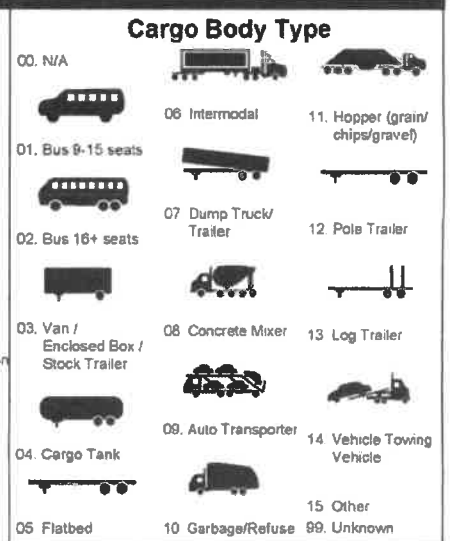 Cargo Body Type
00. N/A
01. Bus 9-15 seats
02. Bus 16+ seats
03. Van /
Enclosed Box /
Stock Trailer
04. Cargo Tank
05 Flatbed
06 Intermodal
07 Dump Truck/
Trailer
08 Concrete Mixer
09. Auto Transporter
10 Garbage/Refuse
11. Hopper (grain/
chips/gravel)
12. Pole Trailer
13 Log Trailer
14. Vehicle Towing
Vehicle
15 Other
99. Unknown